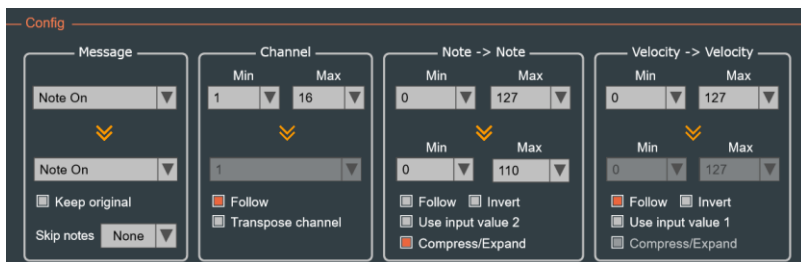 Config
Message
Note On
Note On
Keep original
Skip notes None
Channel
Min Max
1 16
1
Follow
Transpose channel
Note -> Note
Min Max
0 127
Min Max
0 110
Follow Invert
Use input value 2
Compress/Expand
Velocity -> Velocity
Min Max
0 127
Min Max
0 127
Follow Invert
Use input value 1
Compress/Expand